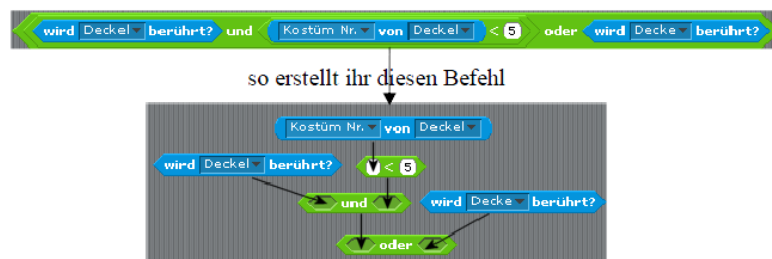 wird Deckel berührt? und Kostüm Nr. von Deckel < 5 oder wird Decke berührt?
so erstellt ihr diesen Befehl
Kostüm Nr. von Deckel
wird Deckel berührt? < 5
und wird Decke berührt?
oder